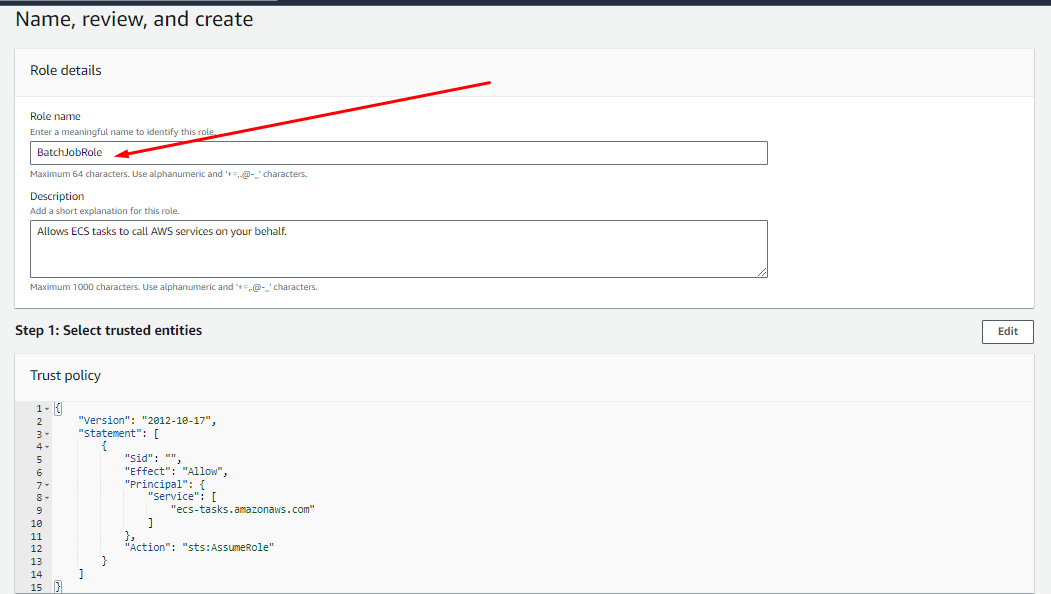 Name, review, and create
Role details
Role name
Enter a meaningful name to identify this role.
BatchJobRole
Maximum 64 characters. Use alphanumeric and '+=,.@-_' characters.
Description
Add a short explanation for this role.
Allows ECS tasks to call AWS services on your behalf.
Maximum 1000 characters. Use alphanumeric and '+=,.@-_' characters.
Step 1: Select trusted entities
Edit
Trust policy
1 {
2 "Version": "2012-10-17",
3 "Statement": [
4 {
5 "Sid": "",
6 "Effect": "Allow",
7 "Principal": {
8 "Service": [
9 "ecs-tasks.amazonaws.com"
10 ]
11 },
12 "Action": "sts:AssumeRole"
13 }
14 ]
15 }